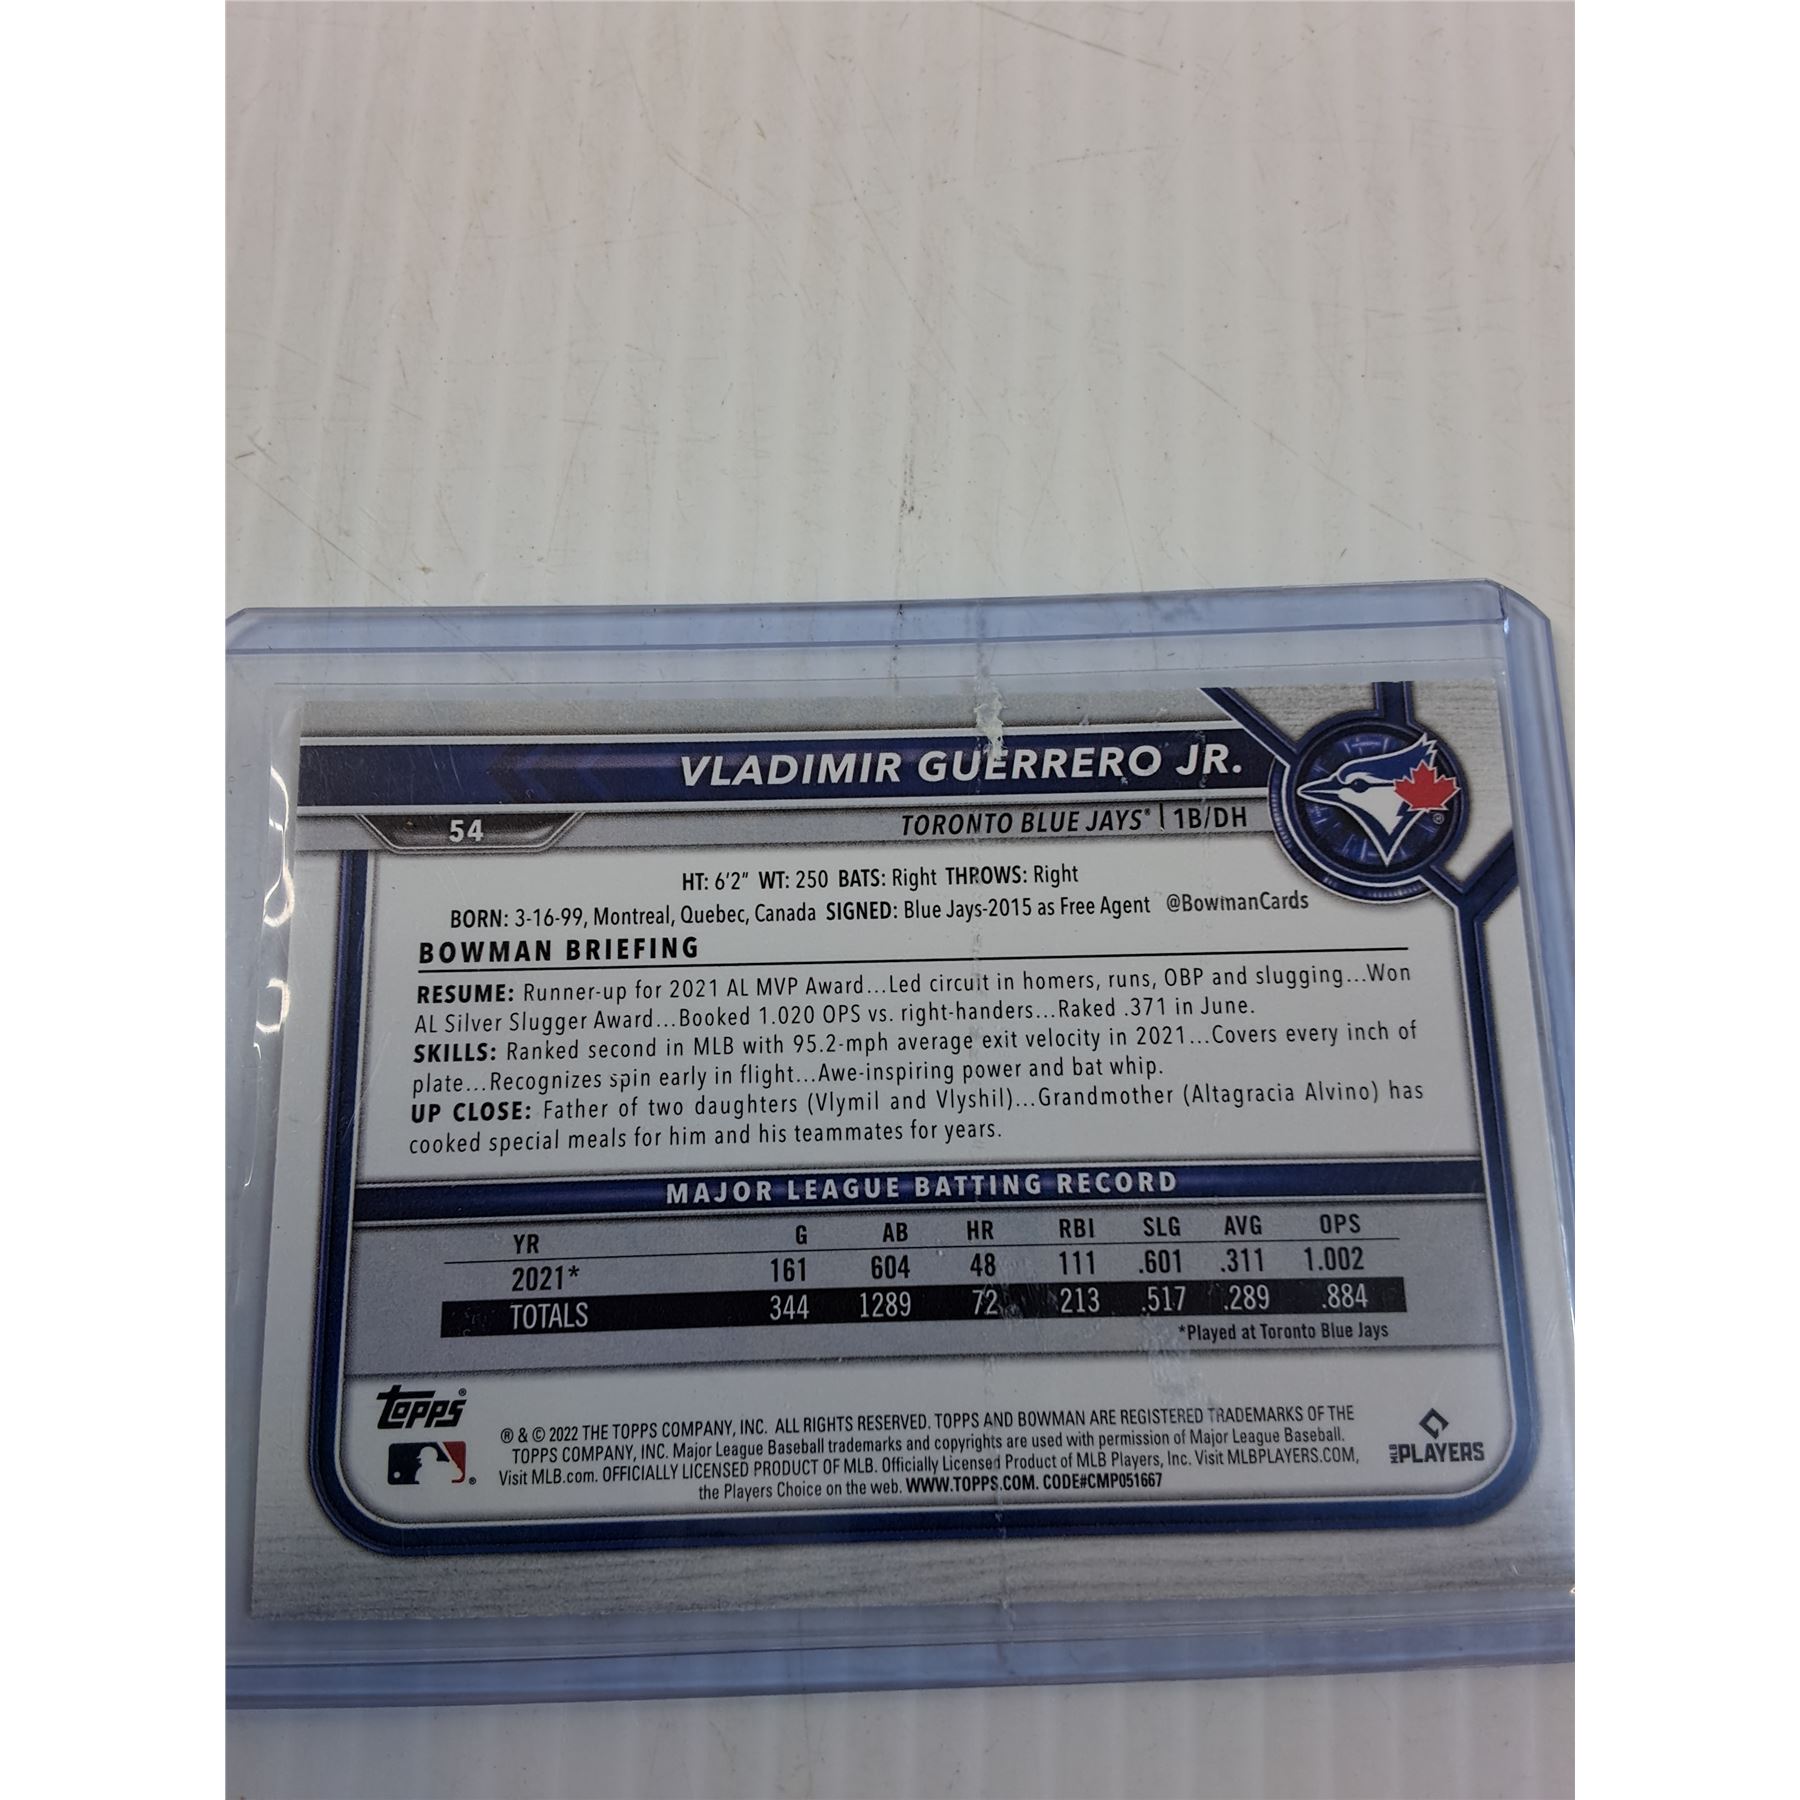 VLADIMIR GUERRERO JR.
54
TORONTO BLUE JAYS® | 1B/DH
HT: 6'2" WT: 250 BATS: Right THROWS: Right
BORN: 3-16-99, Montreal, Quebec, Canada SIGNED: Blue Jays-2015 as Free Agent @BowmanCards
BOWMAN BRIEFING
RESUME: Runner-up for 2021 AL MVP Award...Led circuit in homers, runs, OBP and slugging...Won
AL Silver Slugger Award...Booked 1.020 OPS vs. right-handers...Raked .371 in June.
SKILLS: Ranked second in MLB with 95.2-mph average exit velocity in 2021...Covers every inch of
plate...Recognizes spin early in flight...Awe-inspiring power and bat whip.
UP CLOSE: Father of two daughters (Vlymil and Vlyshil)...Grandmother (Altagracia Alvino) has
cooked special meals for him and his teammates for years.
MAJOR LEAGUE BATTING RECORD
YR G AB HR RBI SLG AVG OPS
2021* 161 604 48 111 .601 .311 1.002
TOTALS 344 1289 72 213 .517 .289 .884
*Played at Toronto Blue Jays
Topps®
® & © 2022 THE TOPPS COMPANY, INC. ALL RIGHTS RESERVED. TOPPS AND BOWMAN ARE REGISTERED TRADEMARKS OF THE
TOPPS COMPANY, INC. Major League Baseball trademarks and copyrights are used with permission of Major League Baseball.
Visit MLB.com. OFFICIALLY LICENSED PRODUCT OF MLB. Officially Licensed Product of MLB Players, Inc. Visit MLBPLAYERS.COM,
the Players Choice on the web. WWW.TOPPS.COM. CODE#CMP051667
MLB PLAYERS